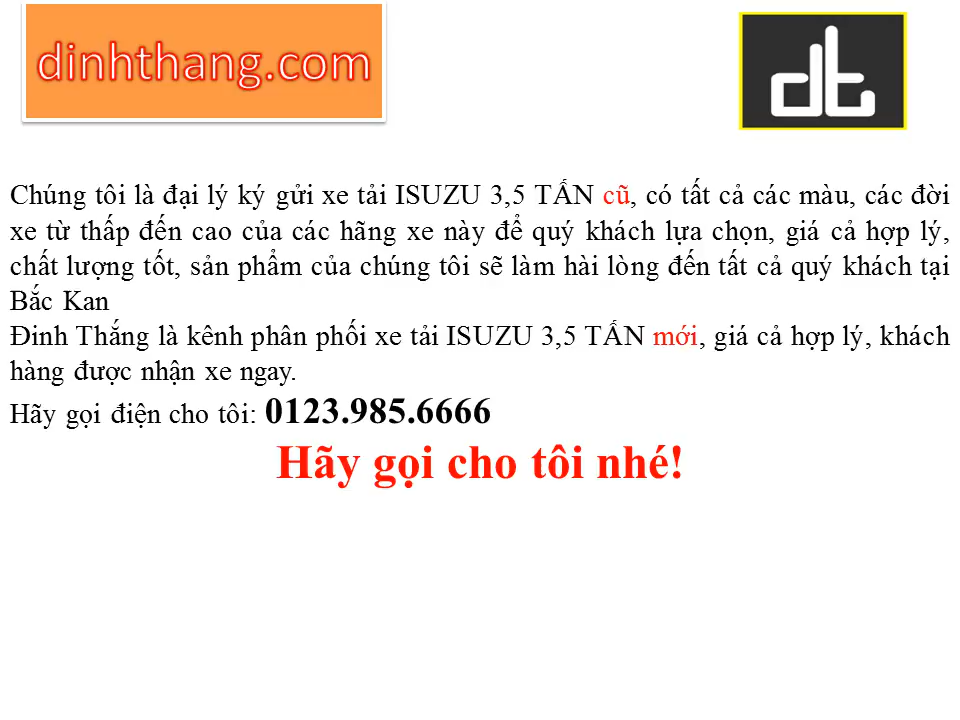 dinhthang.com
dt
Chúng tôi là đại lý ký gửi xe tải ISUZU 3,5 TẤN cũ, có tất cả các màu, các đời
xe từ thấp đến cao của các hãng xe này để quý khách lựa chọn, giá cả hợp lý,
chất lượng tốt, sản phẩm của chúng tôi sẽ làm hài lòng đến tất cả quý khách tại
Bắc Kan
Đinh Thắng là kênh phân phối xe tải ISUZU 3,5 TẤN mới, giá cả hợp lý, khách
hàng được nhận xe ngay.
Hãy gọi điện cho tôi: 0123.985.6666
Hãy gọi cho tôi nhé!